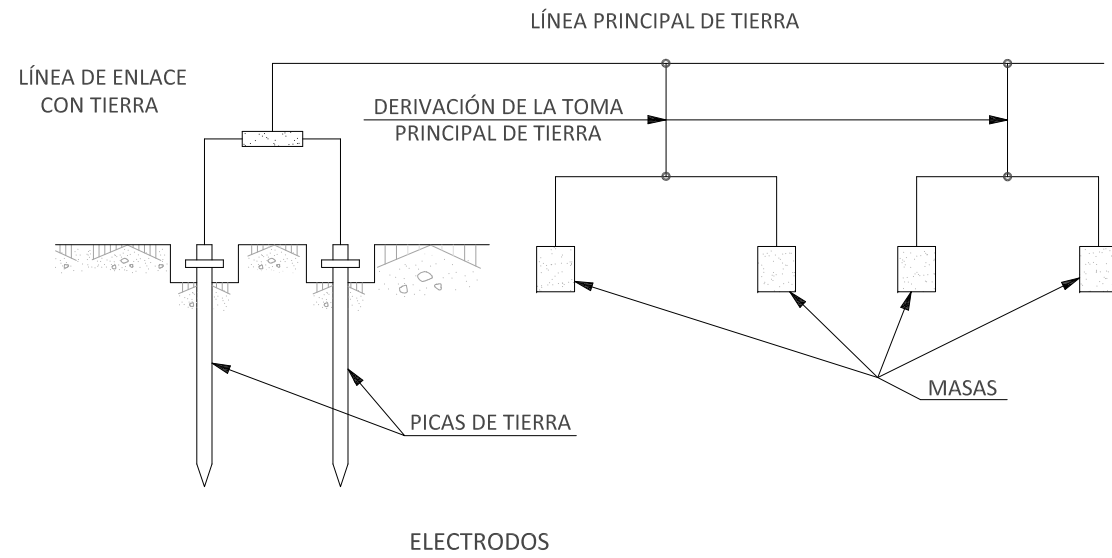 LÍNEA PRINCIPAL DE TIERRA
LÍNEA DE ENLACE
CON TIERRA
DERIVACIÓN DE LA TOMA
PRINCIPAL DE TIERRA
MASAS
PICAS DE TIERRA
ELECTRODOS